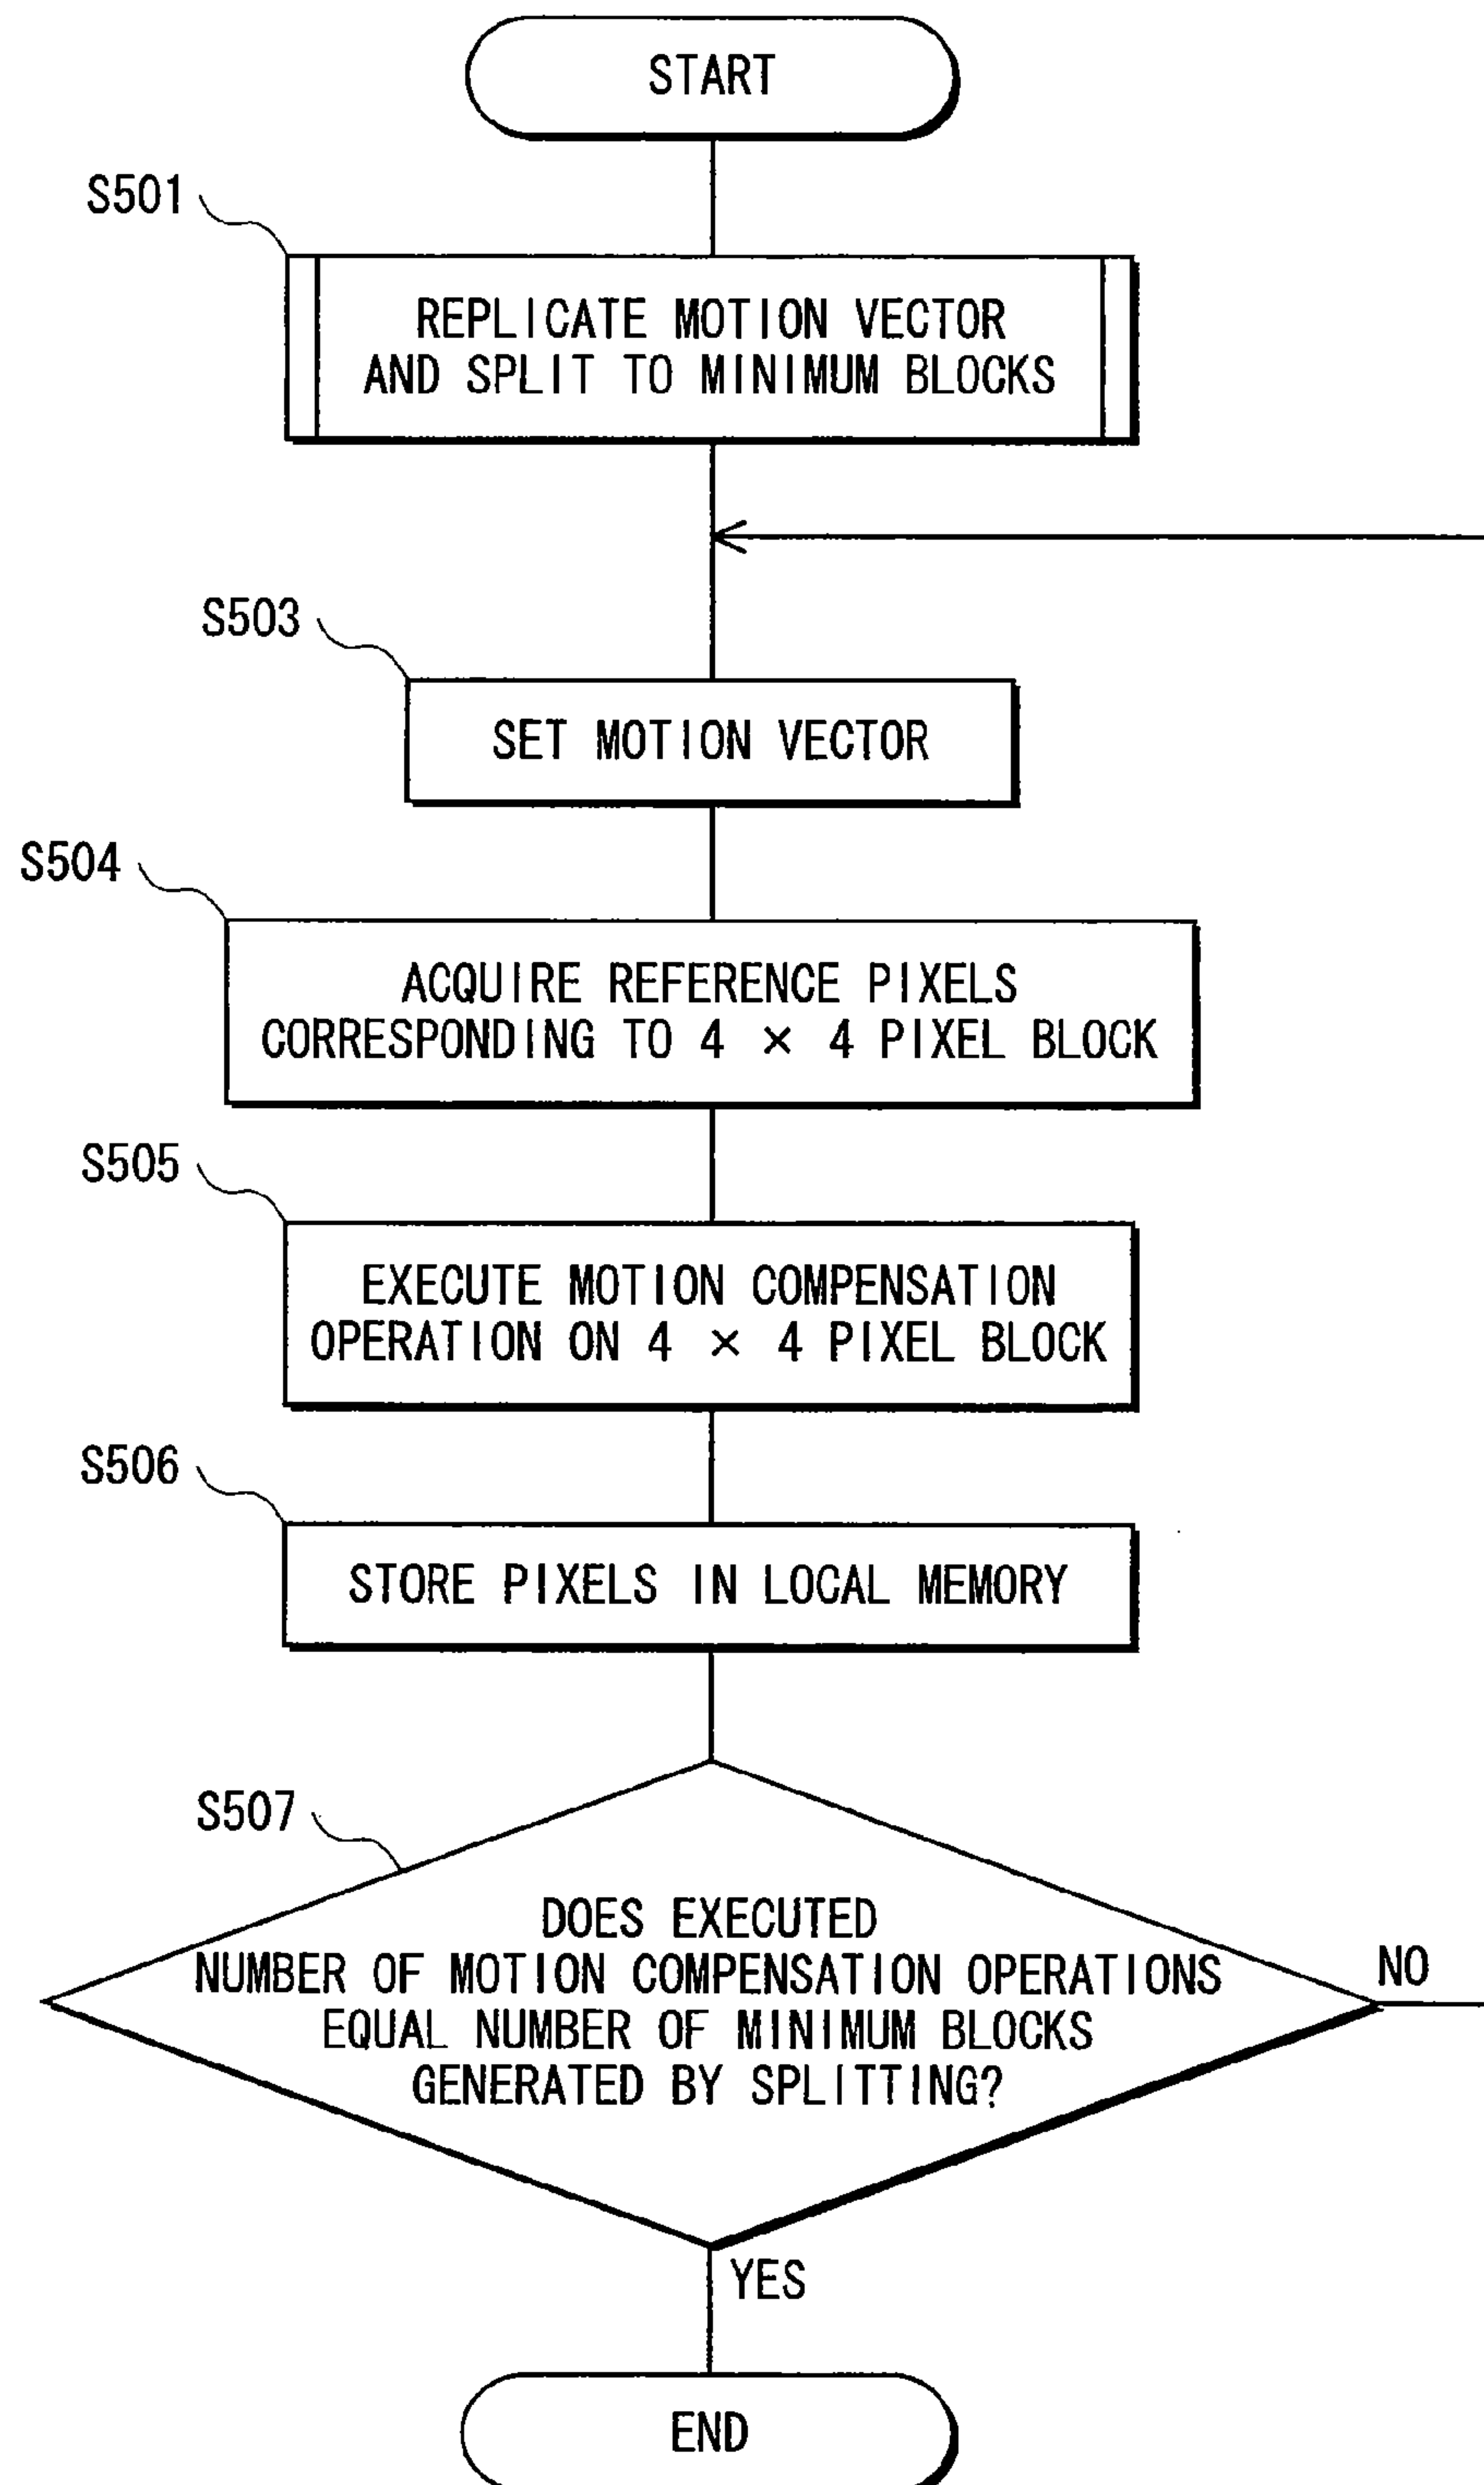 START
S501
REPLICATE MOTION VECTOR
AND SPLIT TO MINIMUM BLOCKS
S503
SET MOTION VECTOR
S504
ACQUIRE REFERENCE PIXELS
CORRESPONDING TO 4 × 4 PIXEL BLOCK
S505
EXECUTE MOTION COMPENSATION
OPERATION ON 4 × 4 PIXEL BLOCK
S506
STORE PIXELS IN LOCAL MEMORY
S507
DOES EXECUTED
NUMBER OF MOTION COMPENSATION OPERATIONS
EQUAL NUMBER OF MINIMUM BLOCKS
GENERATED BY SPLITTING?
NO
YES
END